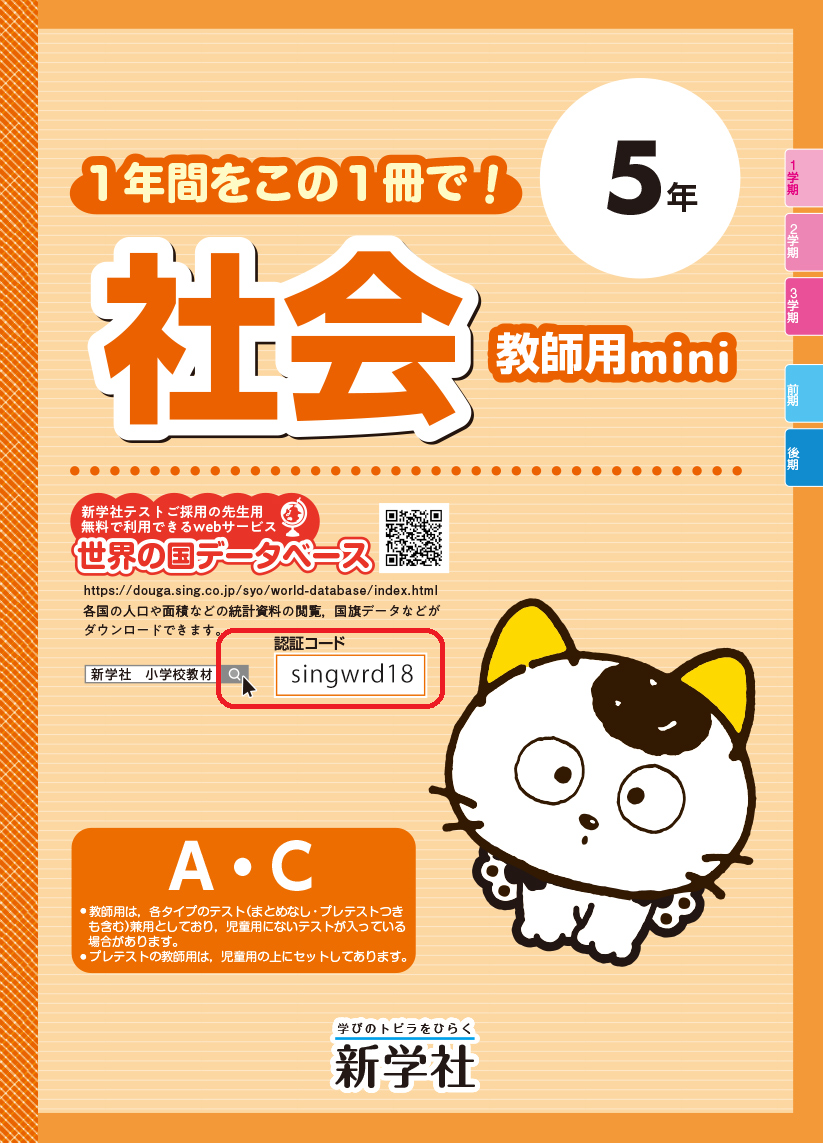 5年
1年間をこの1冊で!
社会
教師用mini
1学期
2学期
3学期
前期
後期
新学社テストご採用の先生用
無料で利用できるwebサービス
世界の国データベース
https://douga.sing.co.jp/syo/world-database/index.html
各国の人口や面積などの統計資料の閲覧,国旗データなどが
ダウンロードできます。
認証コード
新学社 小学校教材
singwrd18
A・C
●教師用は,各タイプのテスト(まとめなし・プレテストつき
も含む)兼用としており,児童用にないテストが入っている
場合があります。
●プレテストの教師用は,児童用の上にセットしてあります。
学びのトビラをひらく
新学社